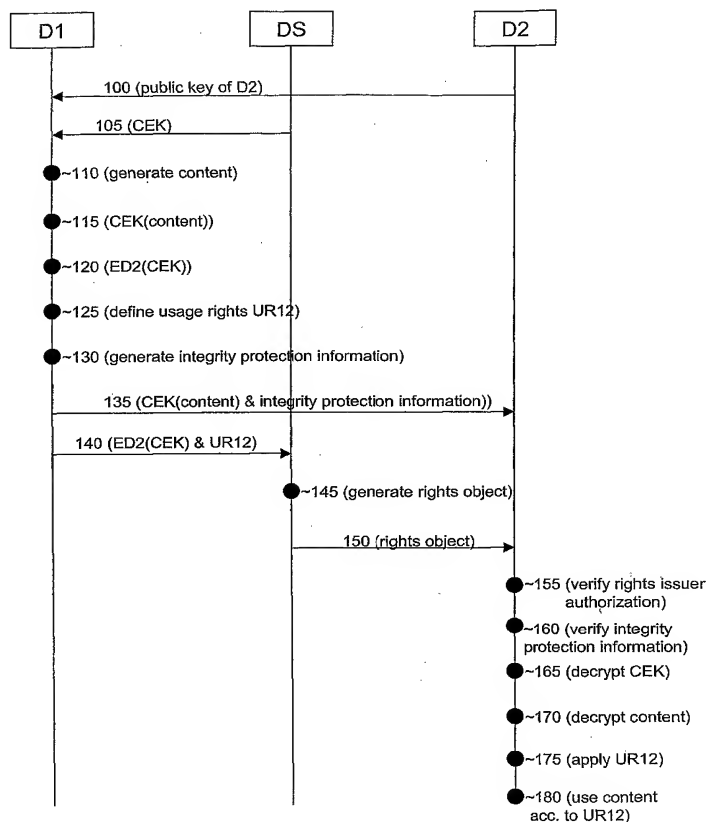 D1
DS
D2
100 (public key of D2)
105 (CEK)
~110 (generate content)
~115 (CEK(content))
~120 (ED2(CEK))
~125 (define usage rights UR12)
~130 (generate integrity protection information)
135 (CEK(content) & integrity protection information))
140 (ED2(CEK) & UR12)
~145 (generate rights object)
150 (rights object)
~155 (verify rights issuer
authorization)
~160 (verify integrity
protection information)
~165 (decrypt CEK)
~170 (decrypt content)
~175 (apply UR12)
~180 (use content
acc. to UR12)